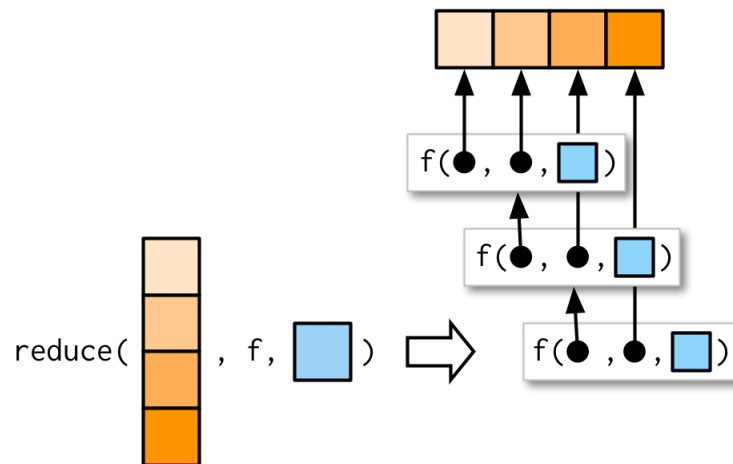 f( , , )
f( , , )
reduce( , f, )
f( , , )